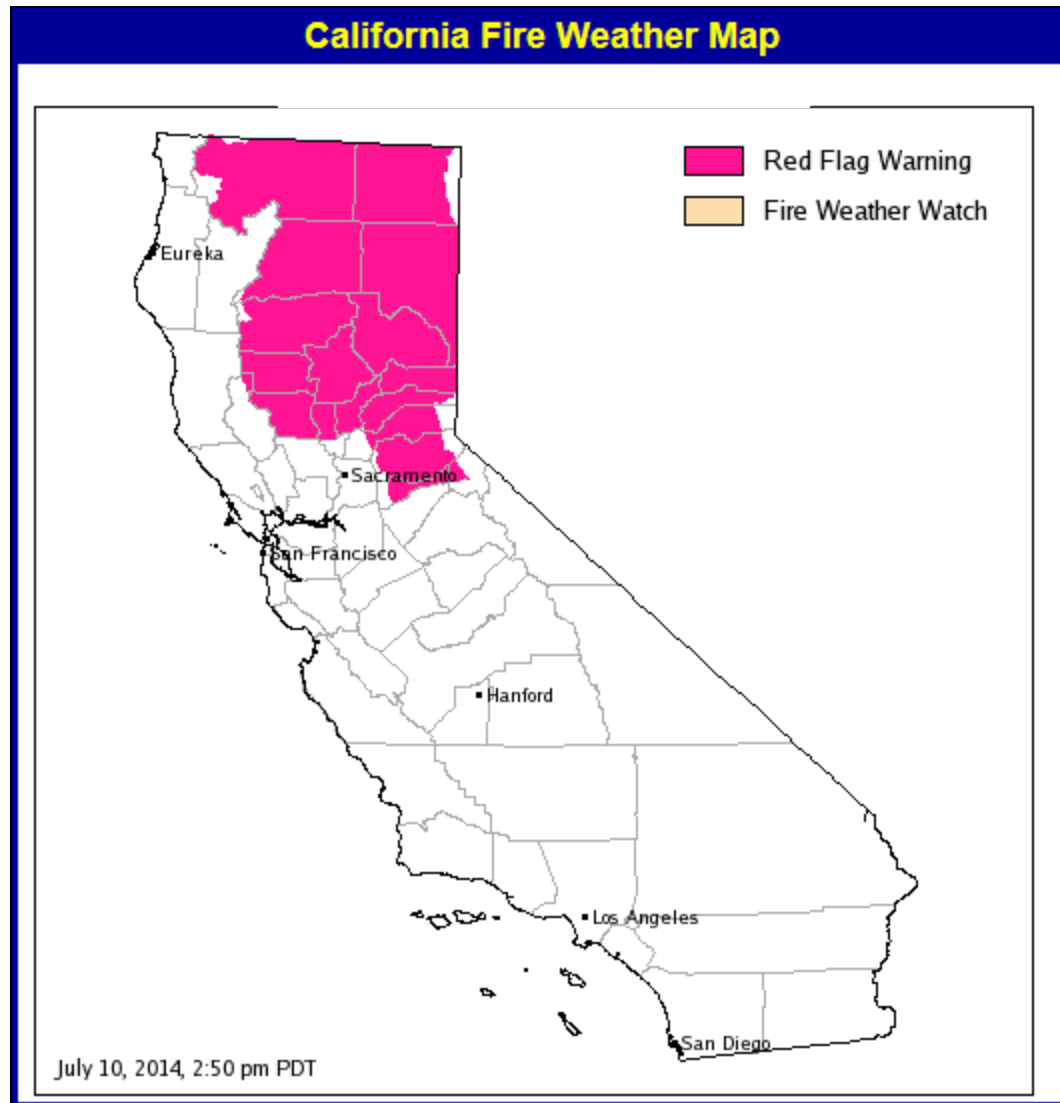 California Fire Weather Map
Red Flag Warning
Fire Weather Watch
Eureka
Sacramento
San Francisco
Hanford
Los Angeles
San Diego
July 10, 2014, 2:50 pm PDT